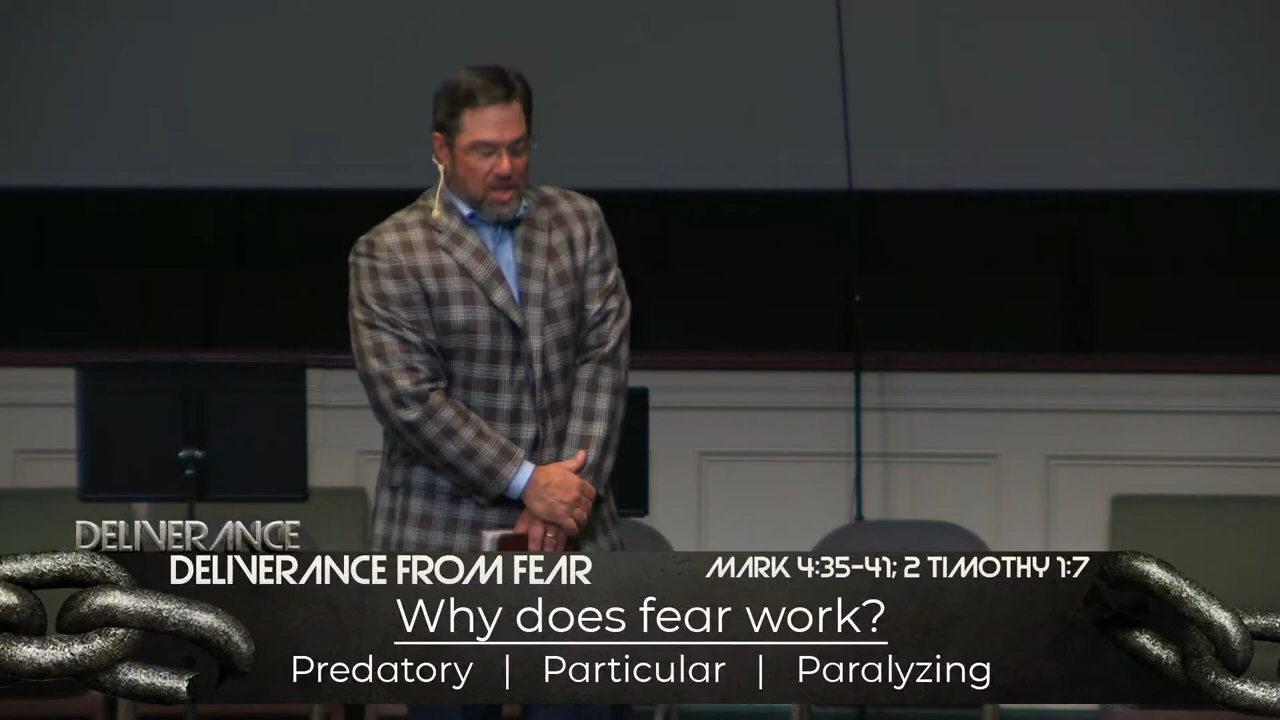 DELIVERANCE
DELIVERANCE FROM FEAR MARK 4:35-41; 2 TIMOTHY 1:7
Why does fear work?
Predatory | Particular | Paralyzing